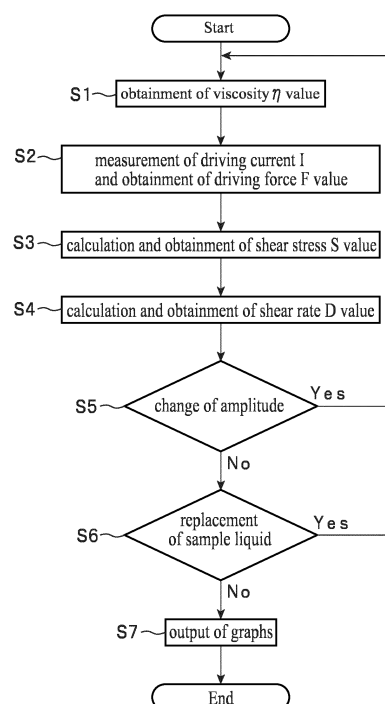 Start
S1
obtainment of viscosity η value
S2
measurement of driving current I
and obtainment of driving force F value
S3
calculation and obtainment of shear stress S value
S4
calculation and obtainment of shear rate D value
S5
change of amplitude
Yes
No
S6
replacement
of sample liquid
Yes
No
S7
output of graphs
End